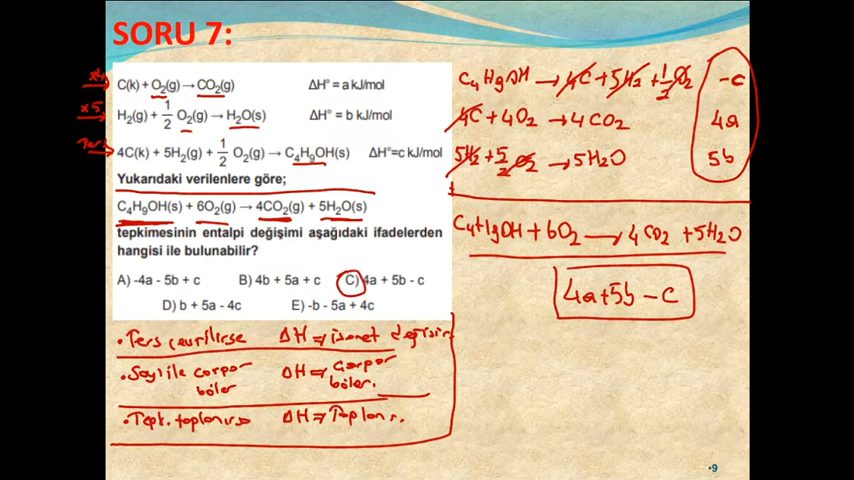 SORU 7:
x4 C(k) + O₂(g) → CO₂(g) ΔH° = a kJ/mol
x5 H₂(g) + 1/2 O₂(g) → H₂O(s) ΔH° = b kJ/mol
Ters 4C(k) + 5H₂(g) + 1/2 O₂(g) → C₄H₉OH(s) ΔH°=c kJ/mol
Yukarıdaki verilenlere göre;
C₄H₉OH(s) + 6O₂(g) → 4CO₂(g) + 5H₂O(s)
tepkimesinin entalpi değişimi aşağıdaki ifadelerden
hangisi ile bulunabilir?
A) -4a - 5b + c B) 4b + 5a + c C) 4a + 5b - c
D) b + 5a - 4c E) -b - 5a + 4c
• Ters çevrilirse ΔH ⇒ işaret değişir
• Sayı ile çarpar böler ΔH ⇒ çarpar böler.
• Tepk. toplanırsa ΔH ⇒ Toplanır.
C₄H₉OH → 4C + 5H₂ + 1/2 O₂ -c
4C + 4O₂ → 4CO₂ 4a
5H₂ + 5/2 O₂ → 5H₂O 5b
C₄H₉OH + 6O₂ → 4CO₂ + 5H₂O
4a+5b-c
•9